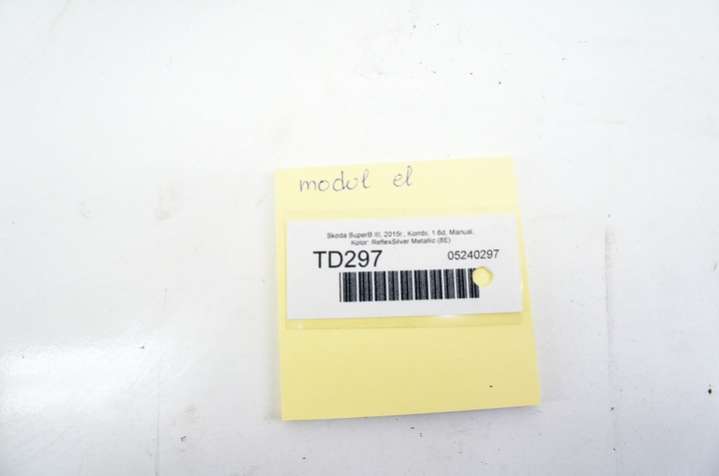 modul el
Skoda SuperB III, 2015r., Kombi, 1.6d, Manual,
Kolor: ReflexSilver Metallic (8E)
TD297 05240297